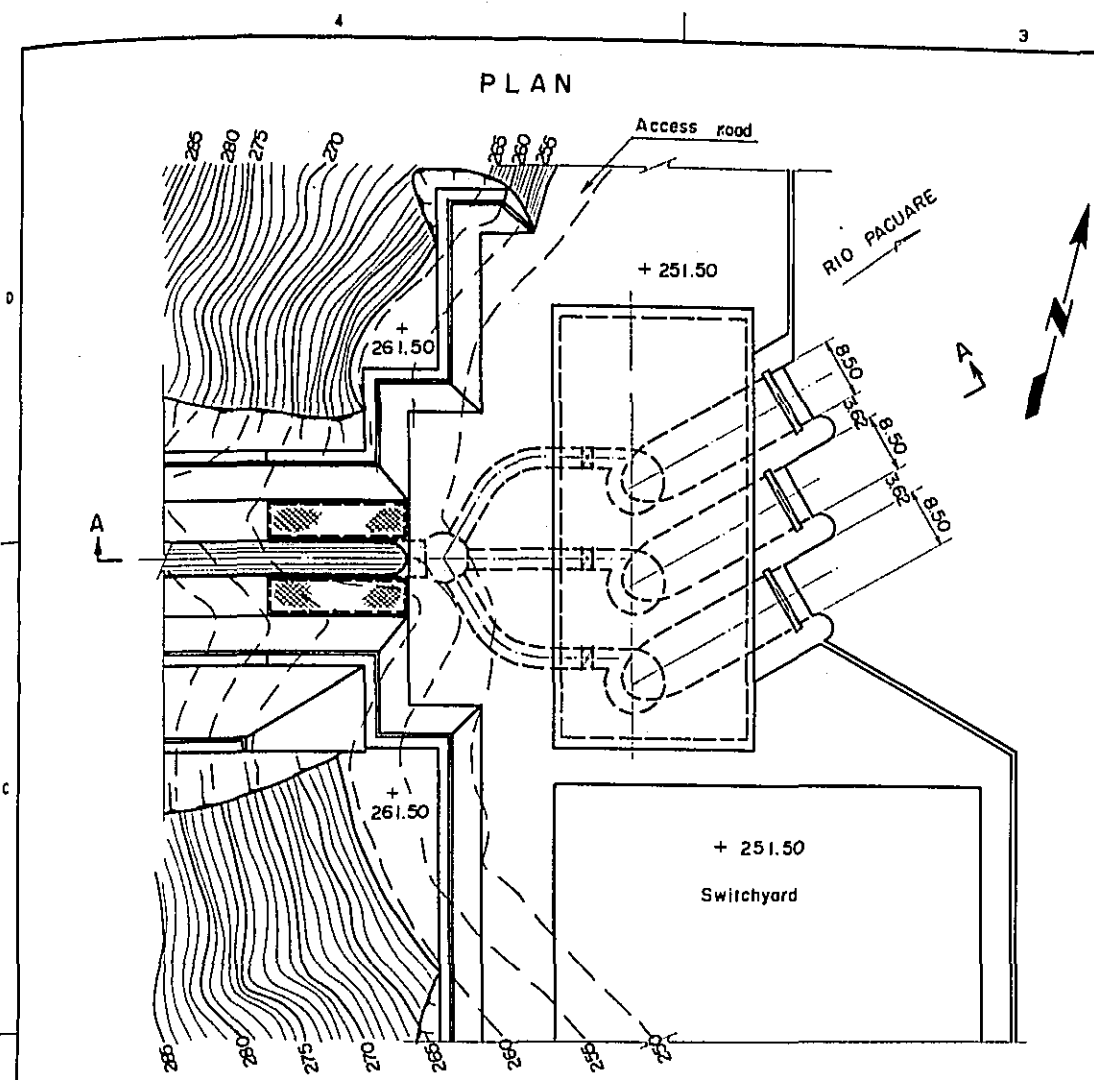 4
3
PLAN
285 280 275 270
265 260 255
Access road
RIO PACUARE
+ 251.50
N
D
+
261.50
A
8.50
3.62
8.50
3.62
8.50
A
C
+
261.50
+ 251.50
Switchyard
285 280 275 270 265 260 255 250